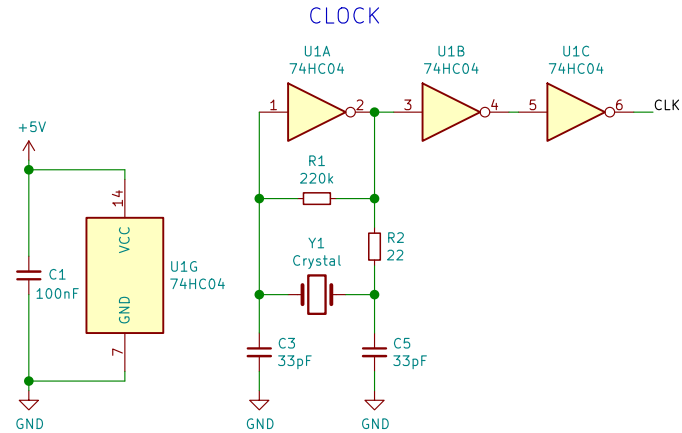 CLOCK
U1A
74HC04
1
2
U1B
74HC04
3
4
U1C
74HC04
5
6
CLK
+5V
14
VCC
GND
7
U1G
74HC04
C1
100nF
GND
R1
220k
R2
22
Y1
Crystal
C3
33pF
C5
33pF
GND
GND